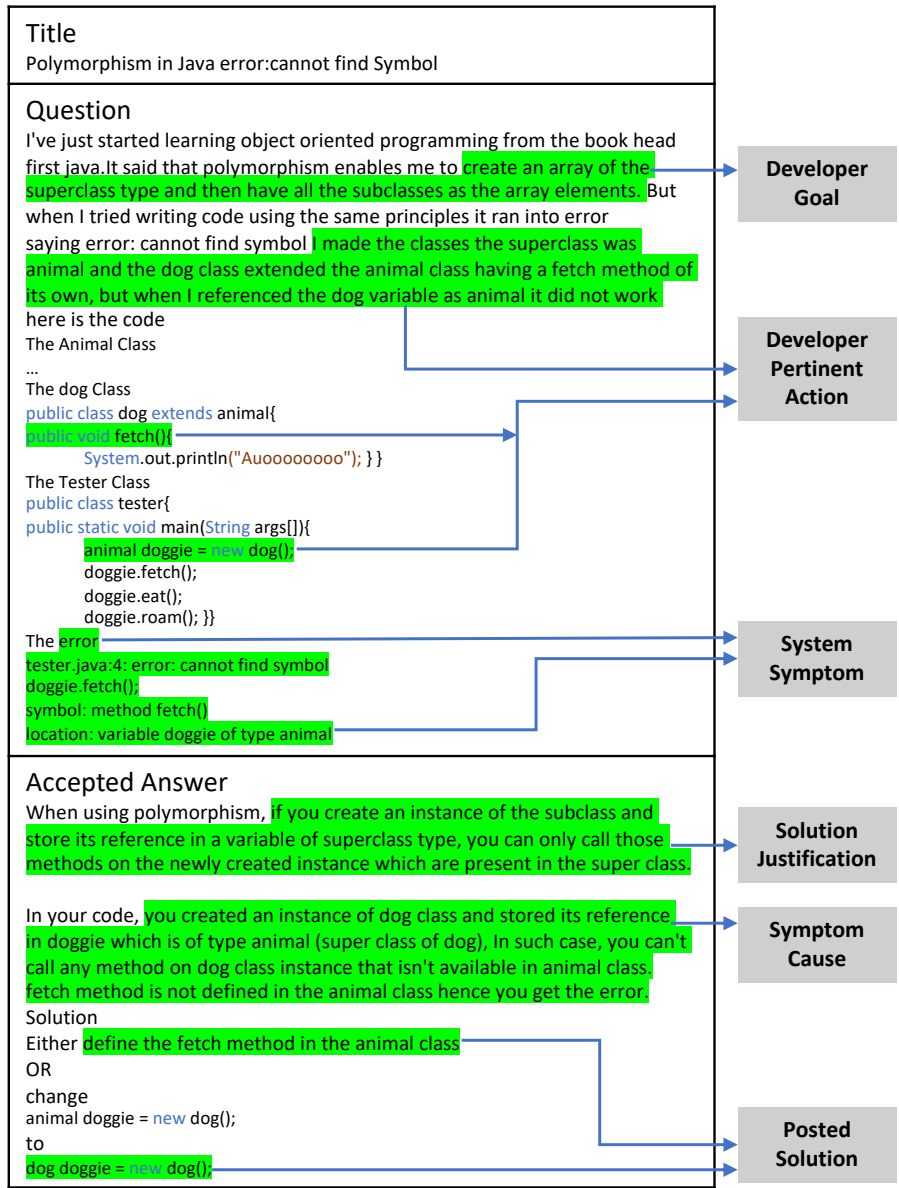 Title
Polymorphism in Java error:cannot find Symbol
Question
I've just started learning object oriented programming from the book head
first java.It said that polymorphism enables me to create an array of the
superclass type and then have all the subclasses as the array elements. But
when I tried writing code using the same principles it ran into error
saying error: cannot find symbol I made the classes the superclass was
animal and the dog class extended the animal class having a fetch method of
its own, but when I referenced the dog variable as animal it did not work
here is the code
The Animal Class
…
The dog Class
public class dog extends animal{
public void fetch(){
System.out.println("Auoooooooo"); } }
The Tester Class
public class tester{
public static void main(String args[]){
animal doggie = new dog();
doggie.fetch();
doggie.eat();
doggie.roam(); }}
The error
tester.java:4: error: cannot find symbol
doggie.fetch();
symbol: method fetch()
location: variable doggie of type animal
Accepted Answer
When using polymorphism, if you create an instance of the subclass and
store its reference in a variable of superclass type, you can only call those
methods on the newly created instance which are present in the super class.
In your code, you created an instance of dog class and stored its reference
in doggie which is of type animal (super class of dog), In such case, you can't
call any method on dog class instance that isn't available in animal class.
fetch method is not defined in the animal class hence you get the error.
Solution
Either define the fetch method in the animal class
OR
change
animal doggie = new dog();
to
dog doggie = new dog();
Developer
Goal
Developer
Pertinent
Action
System
Symptom
Solution
Justification
Symptom
Cause
Posted
Solution